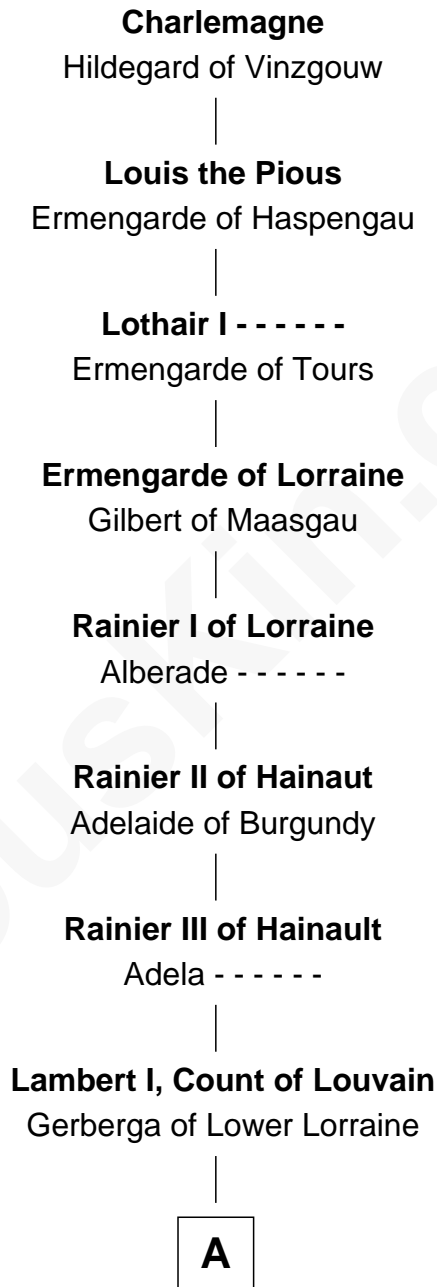 Charlemagne
Hildegard of Vinzgouw
Louis the Pious
Ermengarde of Haspengau
Lothair I - - - - - -
Ermengarde of Tours
Ermengarde of Lorraine
Gilbert of Maasgau
Rainier I of Lorraine
Alberade - - - - - -
Rainier II of Hainaut
Adelaide of Burgundy
Rainier III of Hainault
Adela - - - - - -
Lambert I, Count of Louvain
Gerberga of Lower Lorraine
A